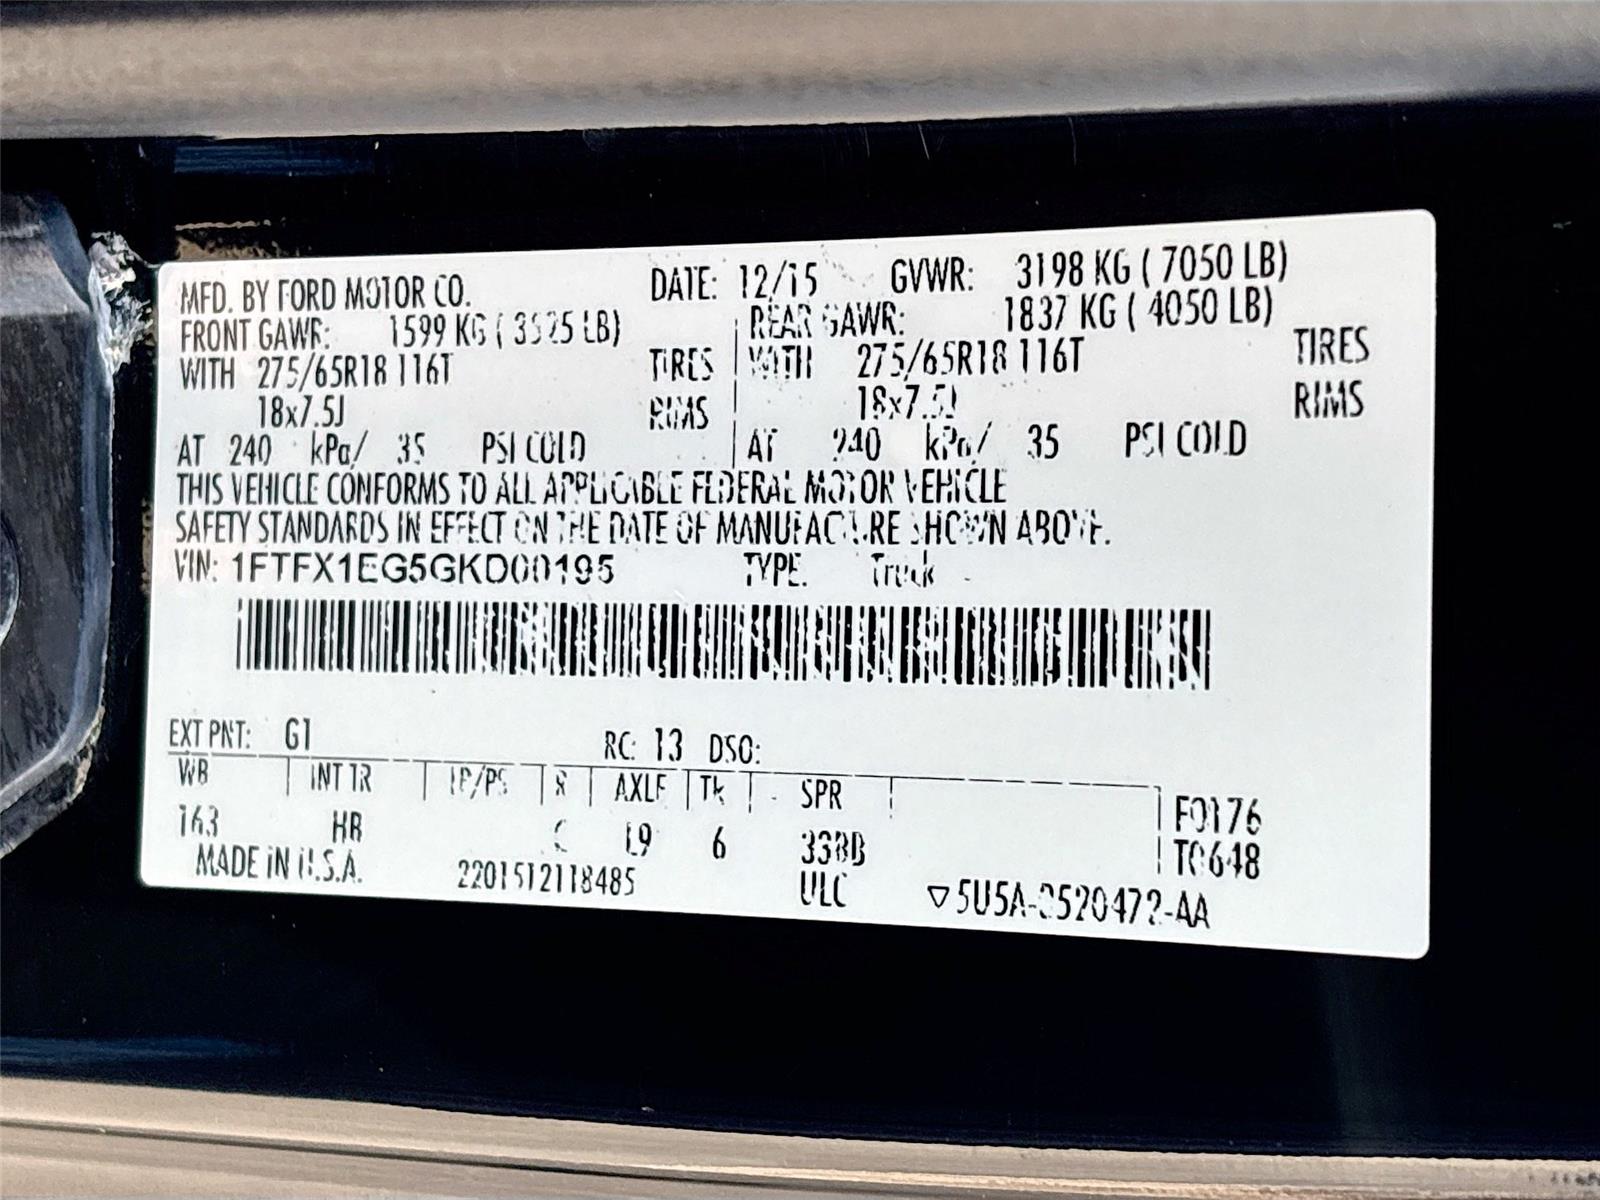 MFD. BY FORD MOTOR CO. DATE: 12/15 GVWR: 3198 KG ( 7050 LB)
FRONT GAWR: 1599 KG ( 3525 LB) REAR GAWR: 1837 KG ( 4050 LB)
WITH 275/65R18 116T TIRES WITH 275/65R18 116T TIRES
18x7.5J RIMS 18x7.5J RIMS
AT 240 kPa/ 35 PSI COLD AT 240 kPa/ 35 PSI COLD
THIS VEHICLE CONFORMS TO ALL APPLICABLE FEDERAL MOTOR VEHICLE
SAFETY STANDARDS IN EFFECT ON THE DATE OF MANUFACTURE SHOWN ABOVE.
VIN: 1FTFX1EG5GKD00195 TYPE: Truck
EXT PNT: G1 RC: 13 DSO:
WB INT TR TP/PS R AXLE TR SPR
163 HR C L9 6 33BB F0176
ULC T0648
MADE IN U.S.A. 2201512118485 ▽5U5A-3520472-AA